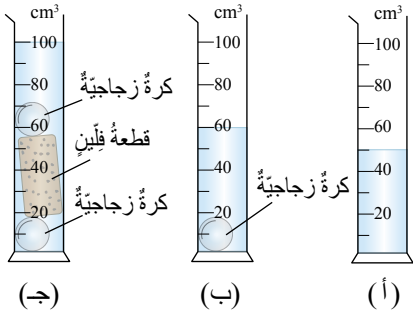 cm³ cm³ cm³
100 100 100
80 80 80
60 60 60
40 40 40
20 20 20
كرةٌ زجاجيّةٌ
قطعةُ فِلّينٍ
كرةٌ زجاجيّةٌ
كرةٌ زجاجيّةٌ
(أ)
(ب)
(جـ)